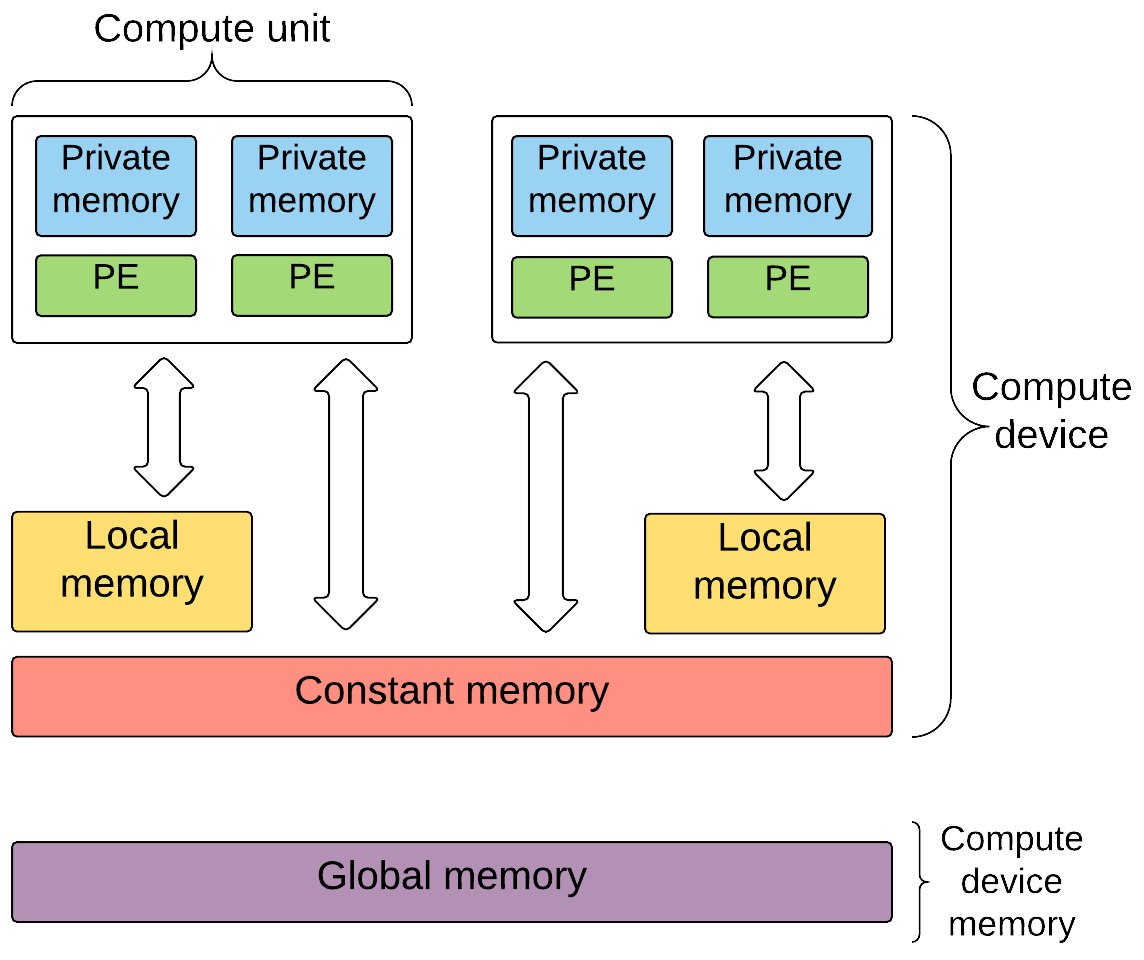 Compute unit
Private
memory
Private
memory
Private
memory
Private
memory
PE
PE
PE
PE
Compute
device
Local
memory
Local
memory
Constant memory
Global memory
Compute
device
memory